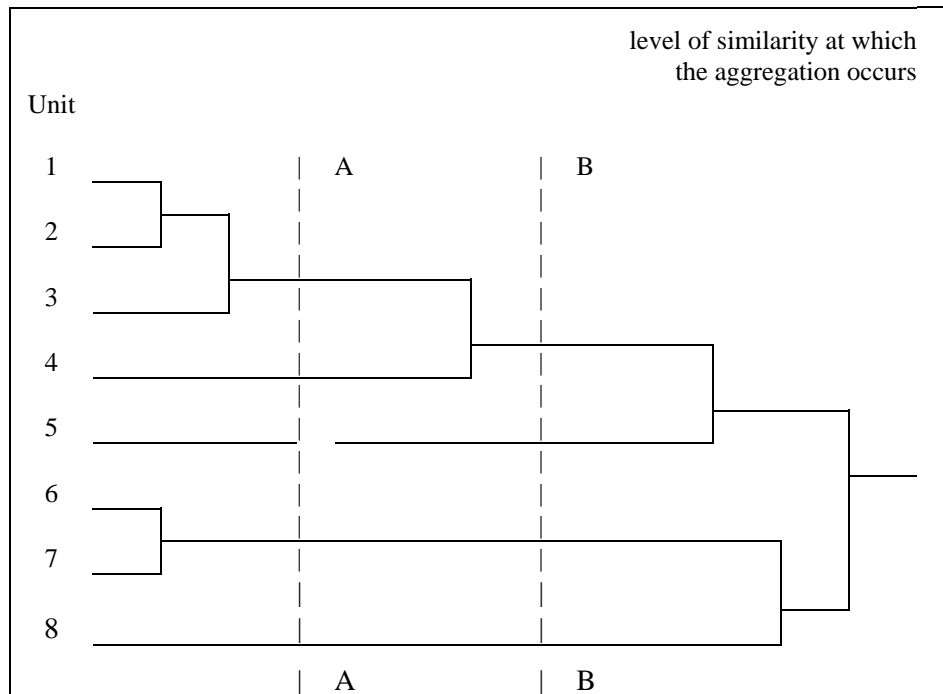 level of similarity at which
the aggregation occurs
Unit
1
A
B
2
3
4
5
6
7
8
A
B